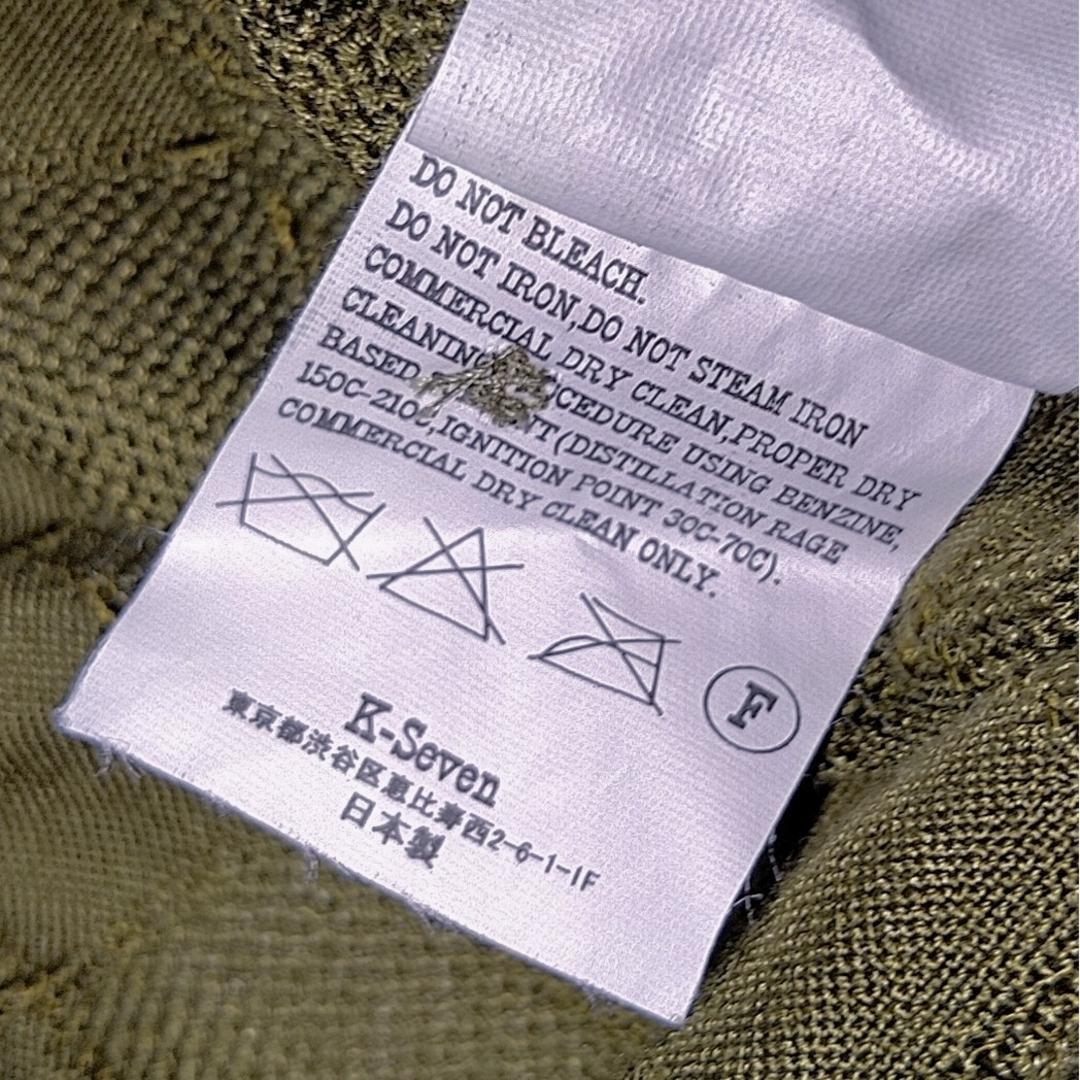 DO NOT BLEACH.
DO NOT IRON,DO NOT STEAM IRON
COMMERCIAL DRY CLEAN,PROPER DRY
CLEANING USING BENZINE,
BASED (DISTILLATION RAGE
150C-210C,IGNITION POINT 30C-70C).
COMMERCIAL DRY CLEAN ONLY.
F
K-Seven
東京都渋谷区恵比寿西2-6-1-1F
日本製